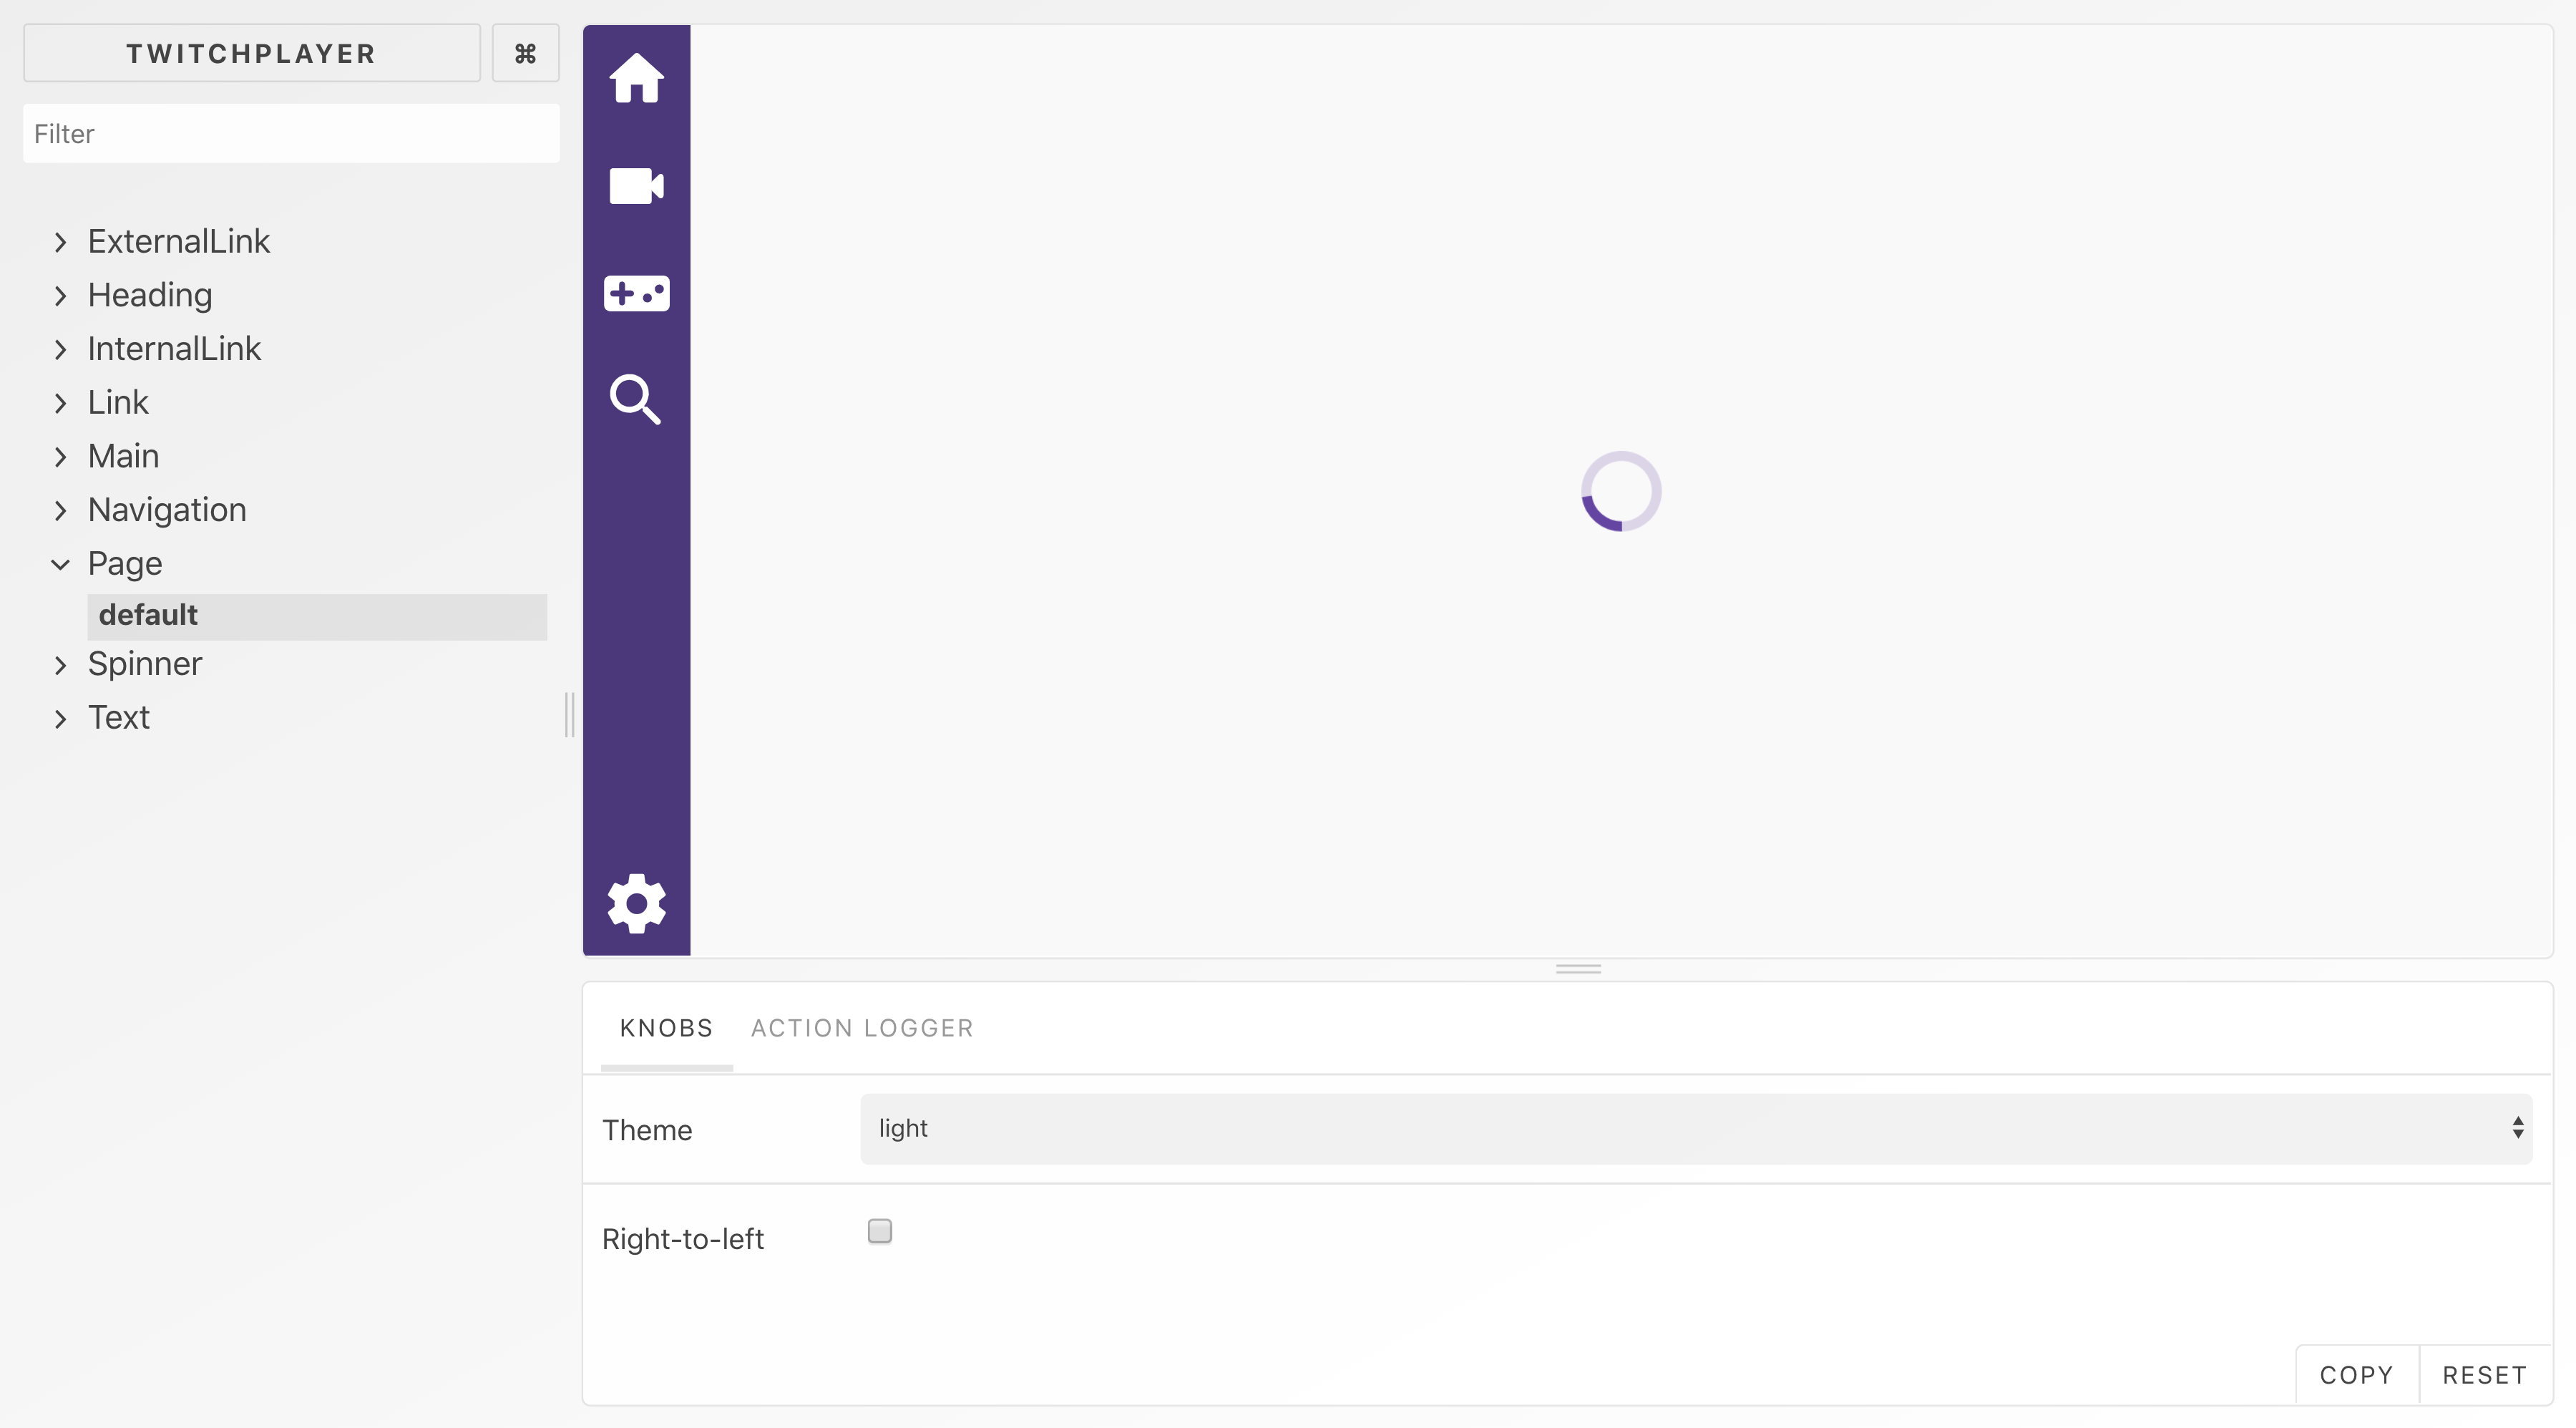 TWITCHPLAYER ⌘
Filter
ExternalLink
Heading
InternalLink
Link
Main
Navigation
Page
default
Spinner
Text
KNOBS ACTION LOGGER
Theme light
Right-to-left
COPY RESET